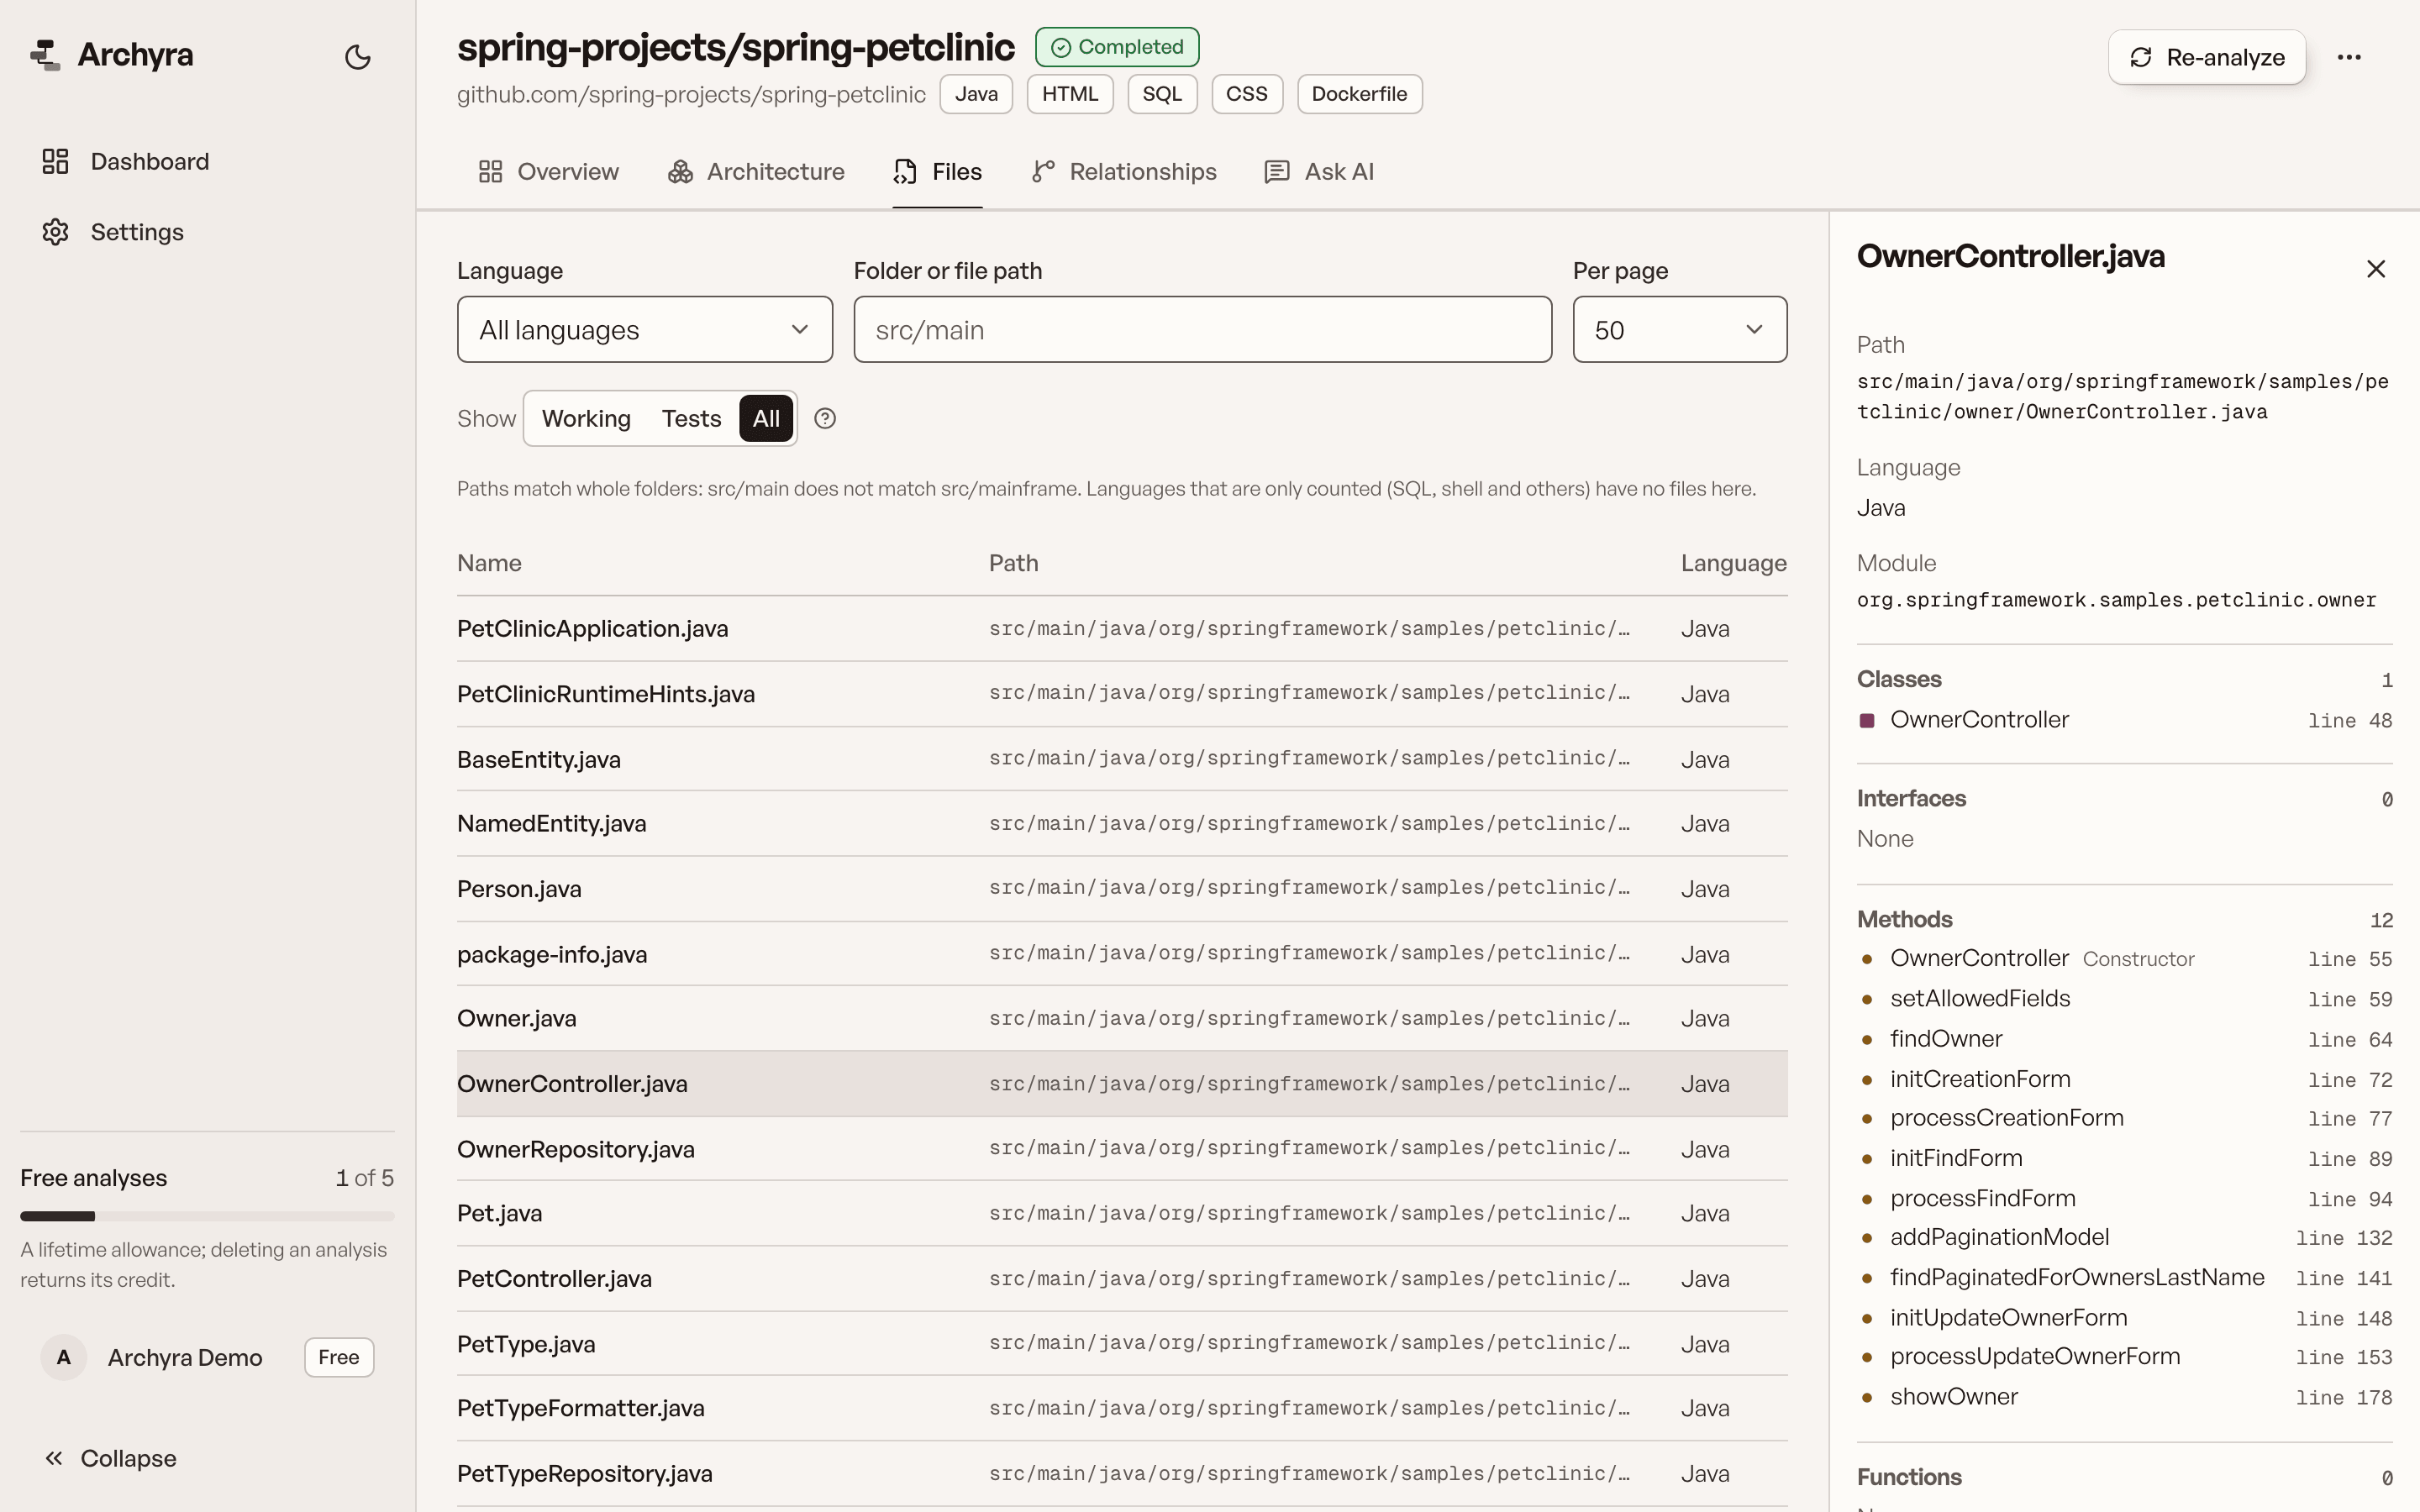 Archyra
Dashboard
Settings
Free analyses 1 of 5
A lifetime allowance; deleting an analysis
returns its credit.
A Archyra Demo Free
Collapse
spring-projects/spring-petclinic Completed
github.com/spring-projects/spring-petclinic Java HTML SQL CSS Dockerfile
Re-analyze
Overview Architecture Files Relationships Ask AI
Language Folder or file path Per page
All languages src/main 50
Show Working Tests All
Paths match whole folders: src/main does not match src/mainframe. Languages that are only counted (SQL, shell and others) have no files here.
Name Path Language
PetClinicApplication.java src/main/java/org/springframework/samples/petclinic/… Java
PetClinicRuntimeHints.java src/main/java/org/springframework/samples/petclinic/… Java
BaseEntity.java src/main/java/org/springframework/samples/petclinic/… Java
NamedEntity.java src/main/java/org/springframework/samples/petclinic/… Java
Person.java src/main/java/org/springframework/samples/petclinic/… Java
package-info.java src/main/java/org/springframework/samples/petclinic/… Java
Owner.java src/main/java/org/springframework/samples/petclinic/… Java
OwnerController.java src/main/java/org/springframework/samples/petclinic/… Java
OwnerRepository.java src/main/java/org/springframework/samples/petclinic/… Java
Pet.java src/main/java/org/springframework/samples/petclinic/… Java
PetController.java src/main/java/org/springframework/samples/petclinic/… Java
PetType.java src/main/java/org/springframework/samples/petclinic/… Java
PetTypeFormatter.java src/main/java/org/springframework/samples/petclinic/… Java
PetTypeRepository.java src/main/java/org/springframework/samples/petclinic/… Java
OwnerController.java
Path
src/main/java/org/springframework/samples/pe
tclinic/owner/OwnerController.java
Language
Java
Module
org.springframework.samples.petclinic.owner
Classes 1
OwnerController line 48
Interfaces 0
None
Methods 12
OwnerController Constructor line 55
setAllowedFields line 59
findOwner line 64
initCreationForm line 72
processCreationForm line 77
initFindForm line 89
processFindForm line 94
addPaginationModel line 132
findPaginatedForOwnersLastName line 141
initUpdateOwnerForm line 148
processUpdateOwnerForm line 153
showOwner line 178
Functions 0